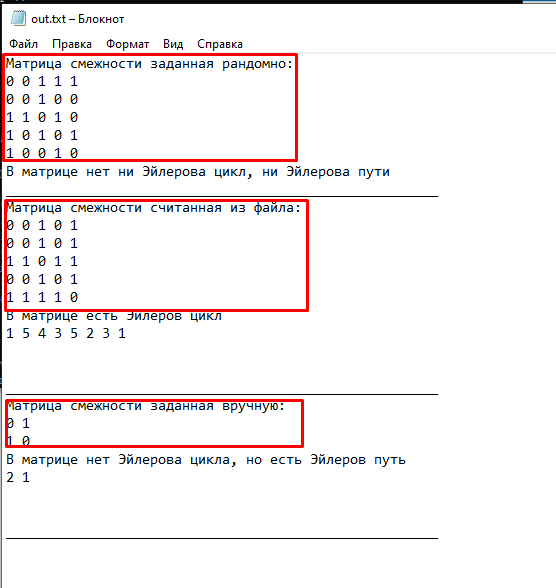 out.txt – Блокнот
Файл Правка Формат Вид Справка
Матрица смежности заданная рандомно:
0 0 1 1 1
0 0 1 0 0
1 1 0 1 0
1 0 1 0 1
1 0 0 1 0
В матрице нет ни Эйлерова цикл, ни Эйлерова пути
Матрица смежности считанная из файла:
0 0 1 0 1
0 0 1 0 1
1 1 0 1 1
0 0 1 0 1
1 1 1 1 0
В матрице есть Эйлеров цикл
1 5 4 3 5 2 3 1
Матрица смежности заданная вручную:
0 1
1 0
В матрице нет Эйлерова цикла, но есть Эйлеров путь
2 1